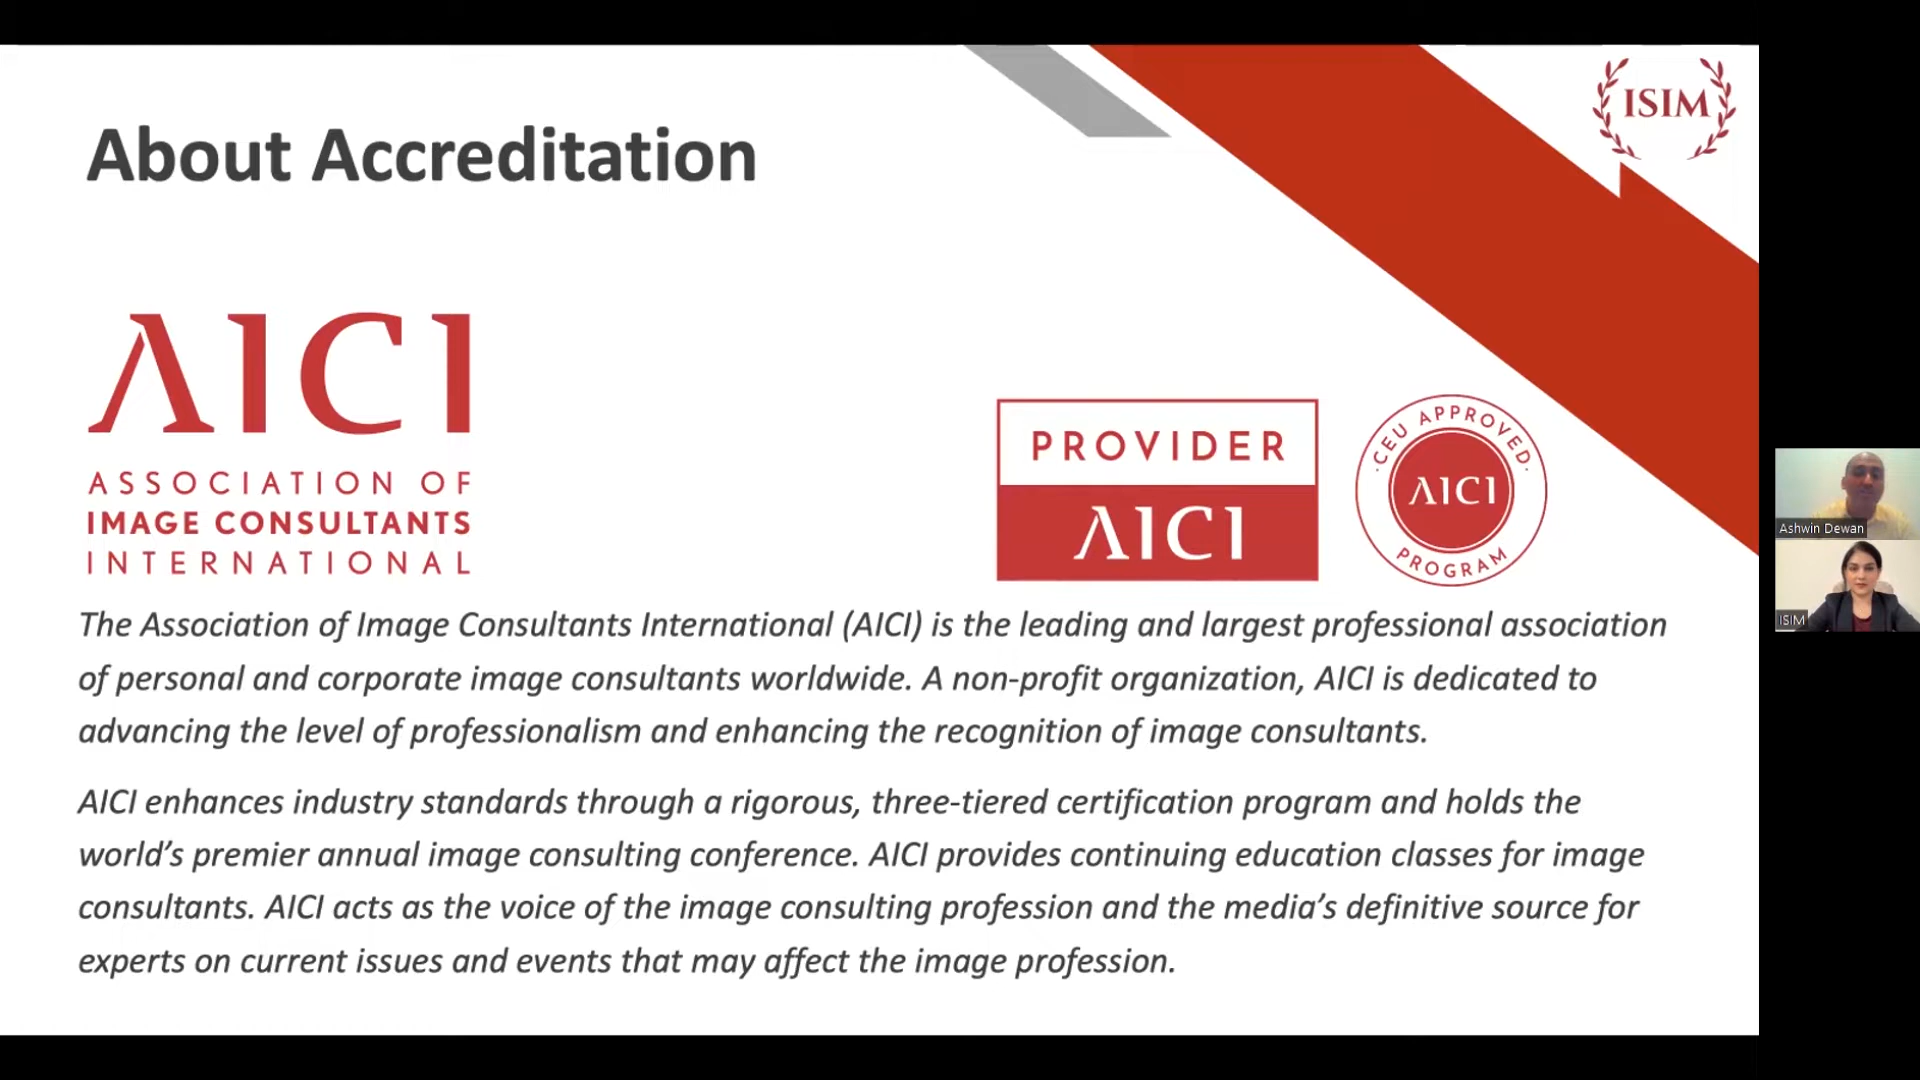 ISIM
About Accreditation
AICI
ASSOCIATION OF
IMAGE CONSULTANTS
INTERNATIONAL
PROVIDER
AICI
·CEU APPROVED·
AICI
PROGRAM
The Association of Image Consultants International (AICI) is the leading and largest professional association
of personal and corporate image consultants worldwide. A non-profit organization, AICI is dedicated to
advancing the level of professionalism and enhancing the recognition of image consultants.
AICI enhances industry standards through a rigorous, three-tiered certification program and holds the
world’s premier annual image consulting conference. AICI provides continuing education classes for image
consultants. AICI acts as the voice of the image consulting profession and the media’s definitive source for
experts on current issues and events that may affect the image profession.
Ashwin Dewan
ISIM